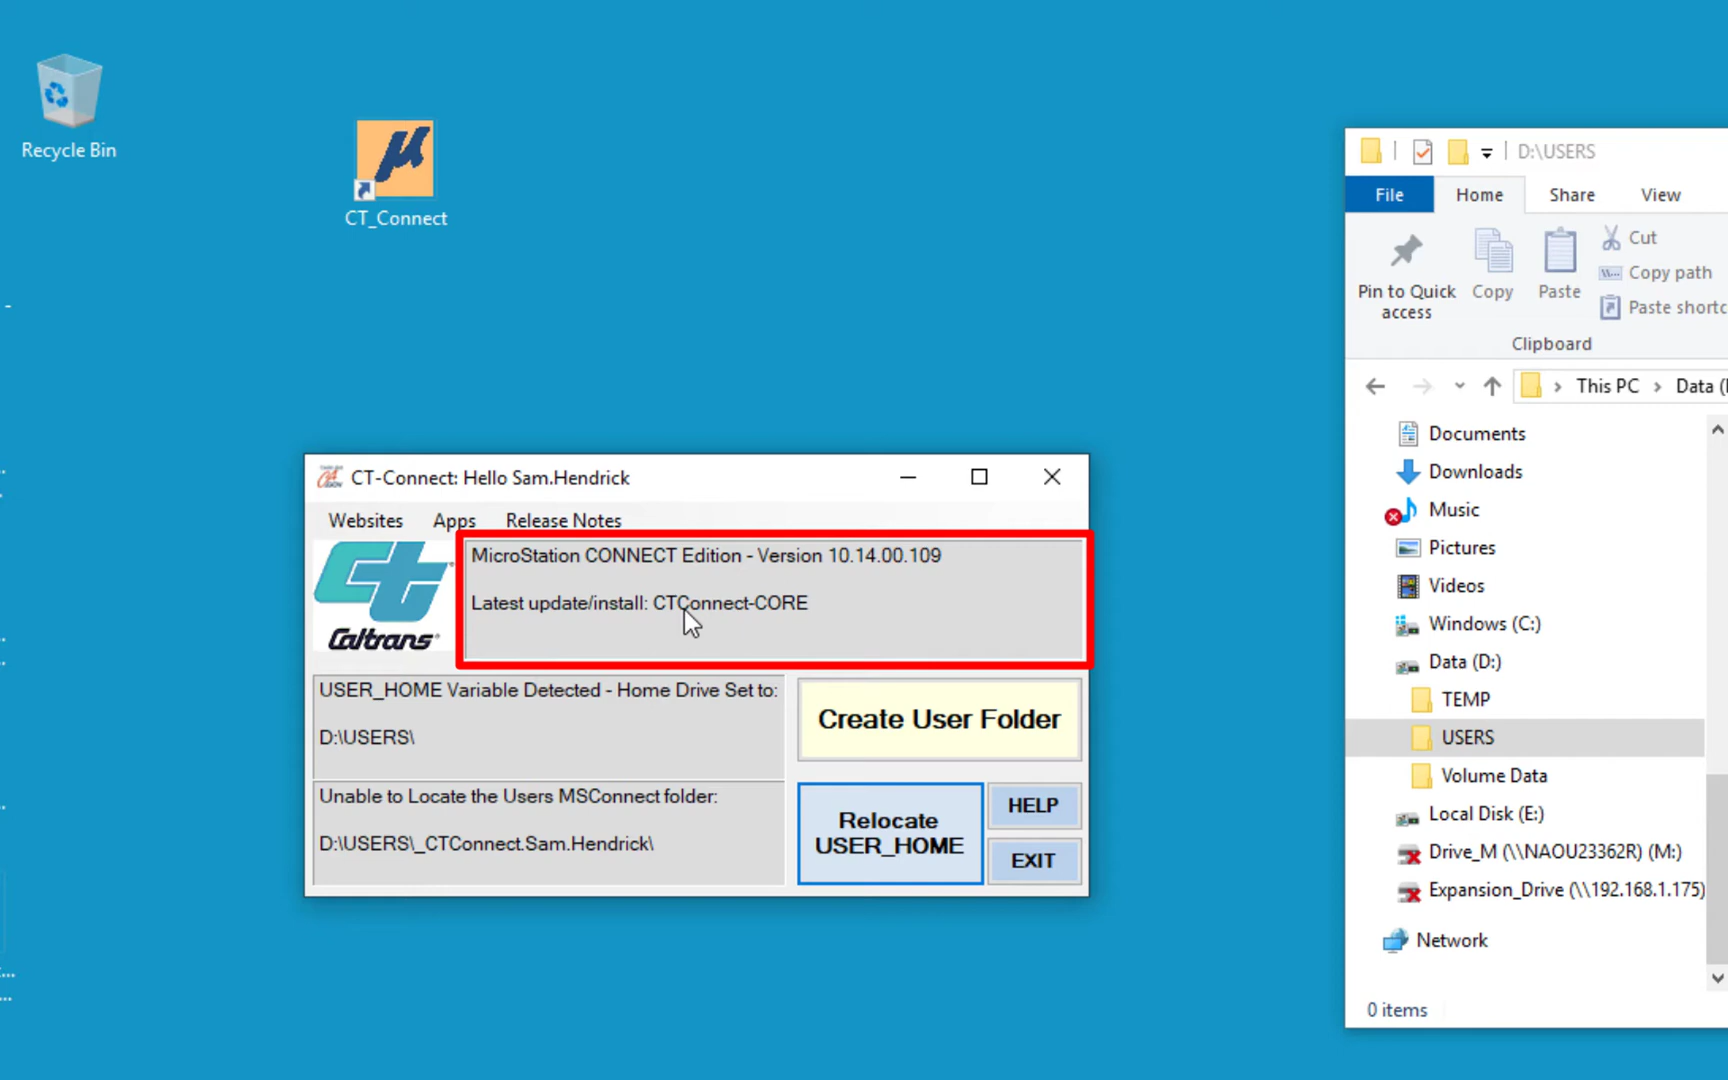 Recycle Bin
CT_Connect
CT-Connect: Hello Sam.Hendrick
Websites Apps Release Notes
MicroStation CONNECT Edition - Version 10.14.00.109
Latest update/install: CTConnect-CORE
Caltrans
USER_HOME Variable Detected - Home Drive Set to:
D:\USERS\
Create User Folder
Unable to Locate the Users MSConnect folder:
D:\USERS\_CTConnect.Sam.Hendrick\
Relocate
USER_HOME
HELP
EXIT
D:\USERS
File Home Share View
Pin to Quick
access
Copy
Paste
Cut
Copy path
Paste shortc
Clipboard
This PC > Data (
Documents
Downloads
Music
Pictures
Videos
Windows (C:)
Data (D:)
TEMP
USERS
Volume Data
Local Disk (E:)
Drive_M (\\NAOU23362R) (M:)
Expansion_Drive (\\192.168.1.175)
Network
0 items